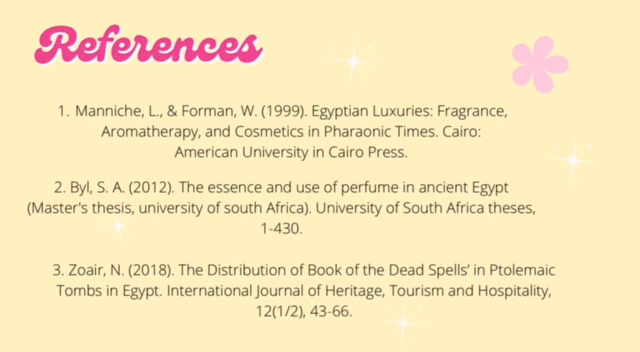 References
1. Manniche, L., & Forman, W. (1999). Egyptian Luxuries: Fragrance,
Aromatherapy, and Cosmetics in Pharaonic Times. Cairo:
American University in Cairo Press.
2. Byl, S. A. (2012). The essence and use of perfume in ancient Egypt
(Master's thesis, university of south Africa). University of South Africa theses,
1-430.
3. Zoair, N. (2018). The Distribution of Book of the Dead Spells’ in Ptolemaic
Tombs in Egypt. International Journal of Heritage, Tourism and Hospitality,
12(1/2), 43-66.